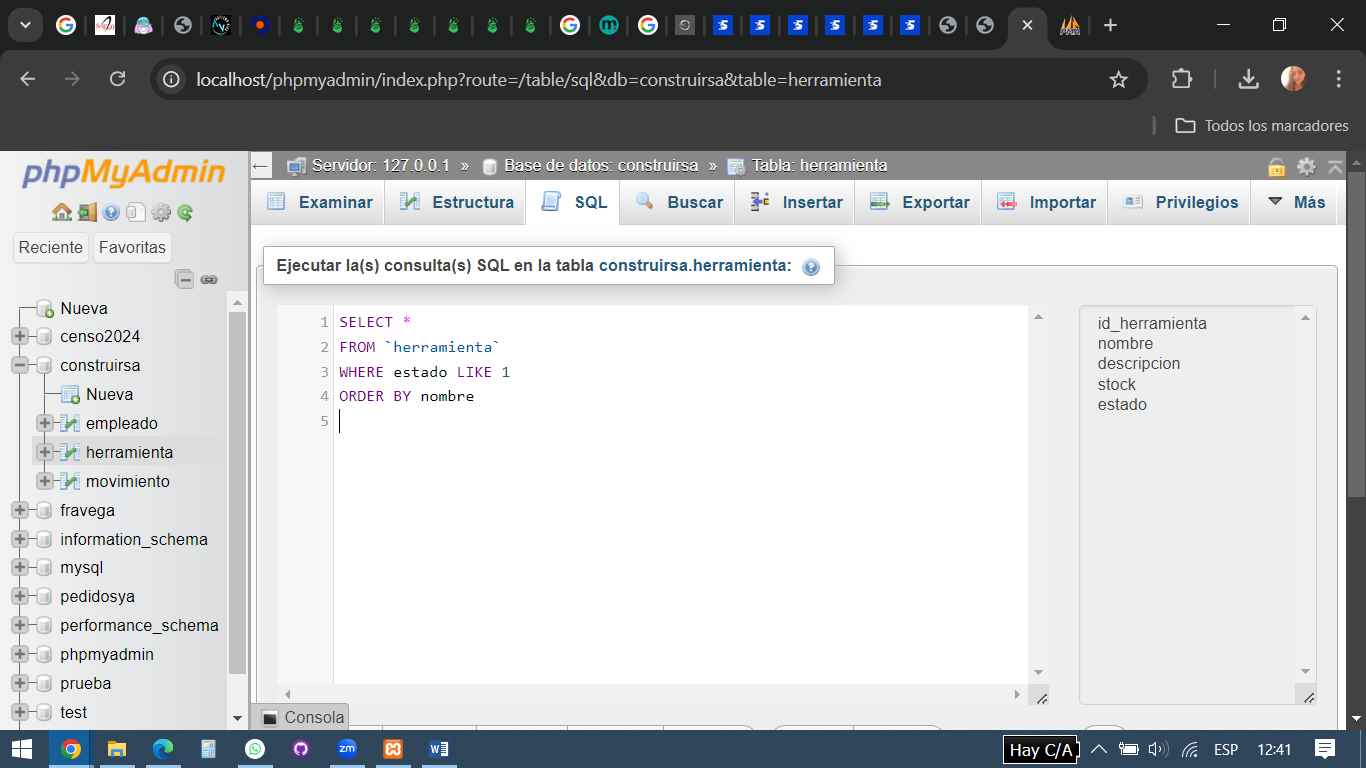 localhost/phpmyadmin/index.php?route=/table/sql&db=construirsa&table=herramienta
Todos los marcadores
phpMyAdmin
Reciente
Favoritas
Nueva
censo2024
construirsa
Nueva
empleado
herramienta
movimiento
fravega
information_schema
mysql
pedidosya
performance_schema
phpmyadmin
prueba
test
Servidor: 127.0.0.1 » Base de datos: construirsa » Tabla: herramienta
Examinar
Estructura
SQL
Buscar
Insertar
Exportar
Importar
Privilegios
Más
Ejecutar la(s) consulta(s) SQL en la tabla construirsa.herramienta:
1 SELECT *
2 FROM `herramienta`
3 WHERE estado LIKE 1
4 ORDER BY nombre
5
id_herramienta
nombre
descripcion
stock
estado
Consola
Hay C/A
ESP
12:41